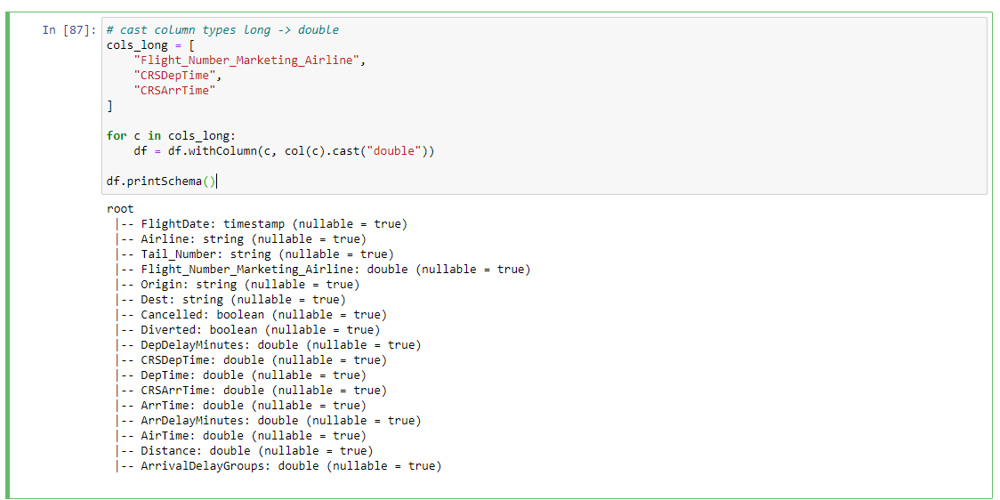 In [87]: # cast column types long -> double
cols_long = [
    "Flight_Number_Marketing_Airline",
    "CRSDepTime",
    "CRSArrTime"
]
for c in cols_long:
    df = df.withColumn(c, col(c).cast("double"))
df.printSchema()
root
 |-- FlightDate: timestamp (nullable = true)
 |-- Airline: string (nullable = true)
 |-- Tail_Number: string (nullable = true)
 |-- Flight_Number_Marketing_Airline: double (nullable = true)
 |-- Origin: string (nullable = true)
 |-- Dest: string (nullable = true)
 |-- Cancelled: boolean (nullable = true)
 |-- Diverted: boolean (nullable = true)
 |-- DepDelayMinutes: double (nullable = true)
 |-- CRSDepTime: double (nullable = true)
 |-- DepTime: double (nullable = true)
 |-- CRSArrTime: double (nullable = true)
 |-- ArrTime: double (nullable = true)
 |-- ArrDelayMinutes: double (nullable = true)
 |-- AirTime: double (nullable = true)
 |-- Distance: double (nullable = true)
 |-- ArrivalDelayGroups: double (nullable = true)